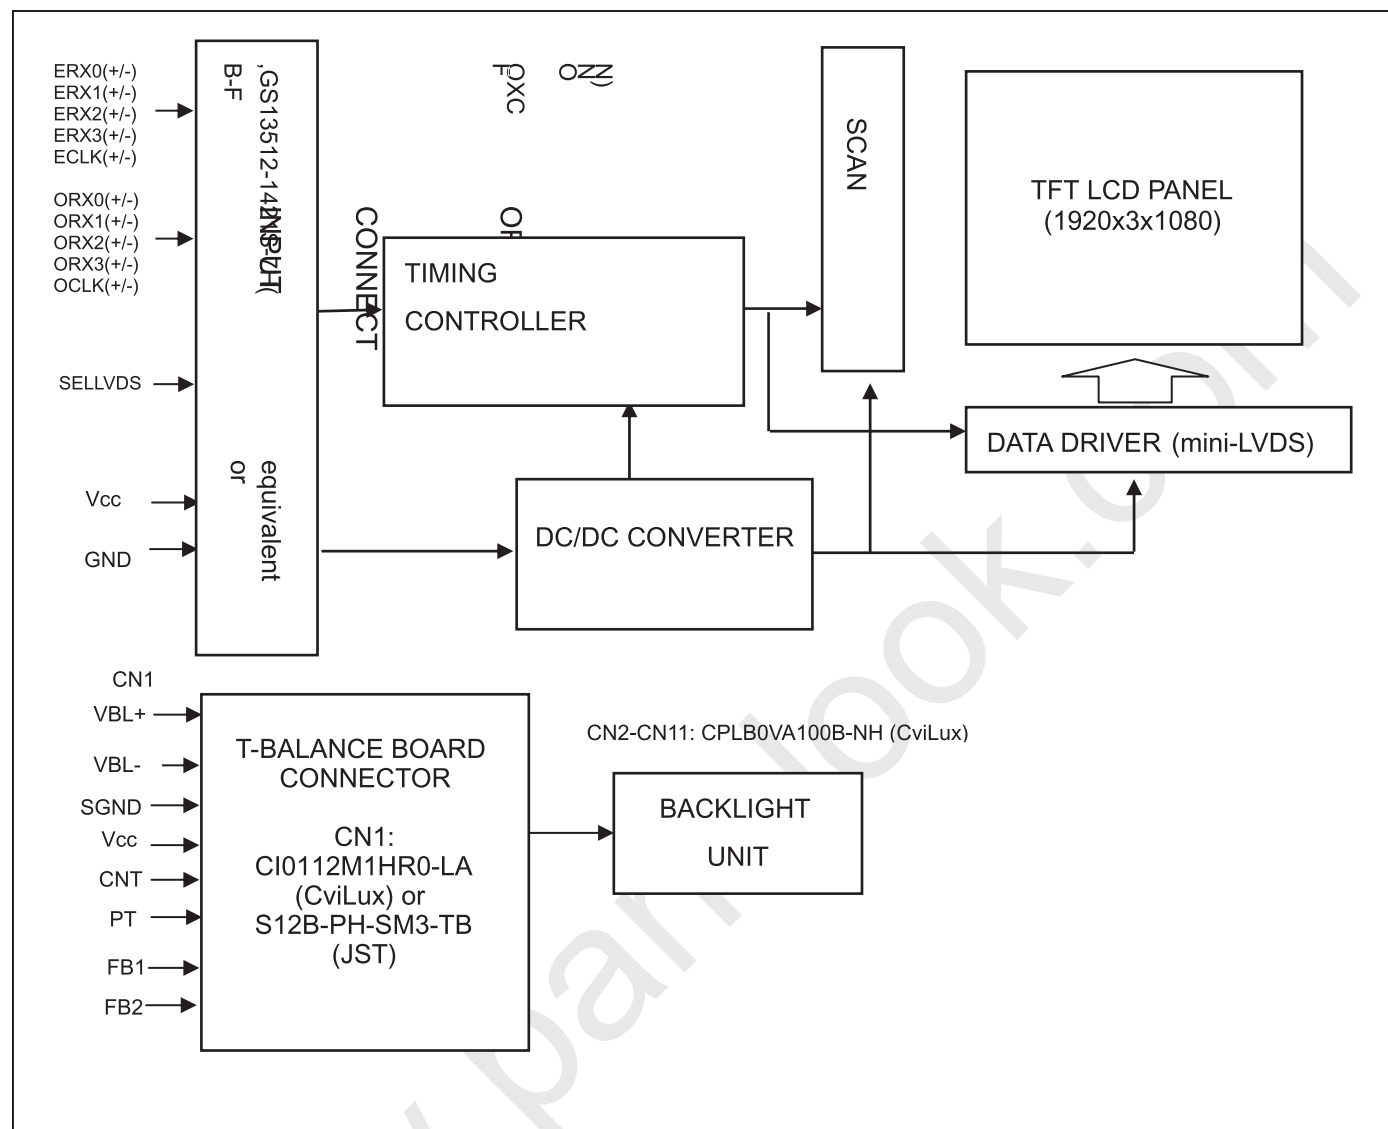 ERX0(+/-)
ERX1(+/-)
ERX2(+/-)
ERX3(+/-)
ECLK(+/-)
ORX0(+/-)
ORX1(+/-)
ORX2(+/-)
ORX3(+/-)
OCLK(+/-)
SELLVDS
Vcc
GND
B-F
or
equivalent
CONNECT
F
OXC
O
N
N)
TIMING
CONTROLLER
SCAN
TFT LCD PANEL
(1920x3x1080)
DATA DRIVER (mini-LVDS)
DC/DC CONVERTER
CN1
VBL+
VBL-
SGND
Vcc
CNT
PT
FB1
FB2
T-BALANCE BOARD
CONNECTOR
CN1:
CI0112M1HR0-LA
(CviLux) or
S12B-PH-SM3-TB
(JST)
CN2-CN11: CPLB0VA100B-NH (CviLux)
BACKLIGHT
UNIT